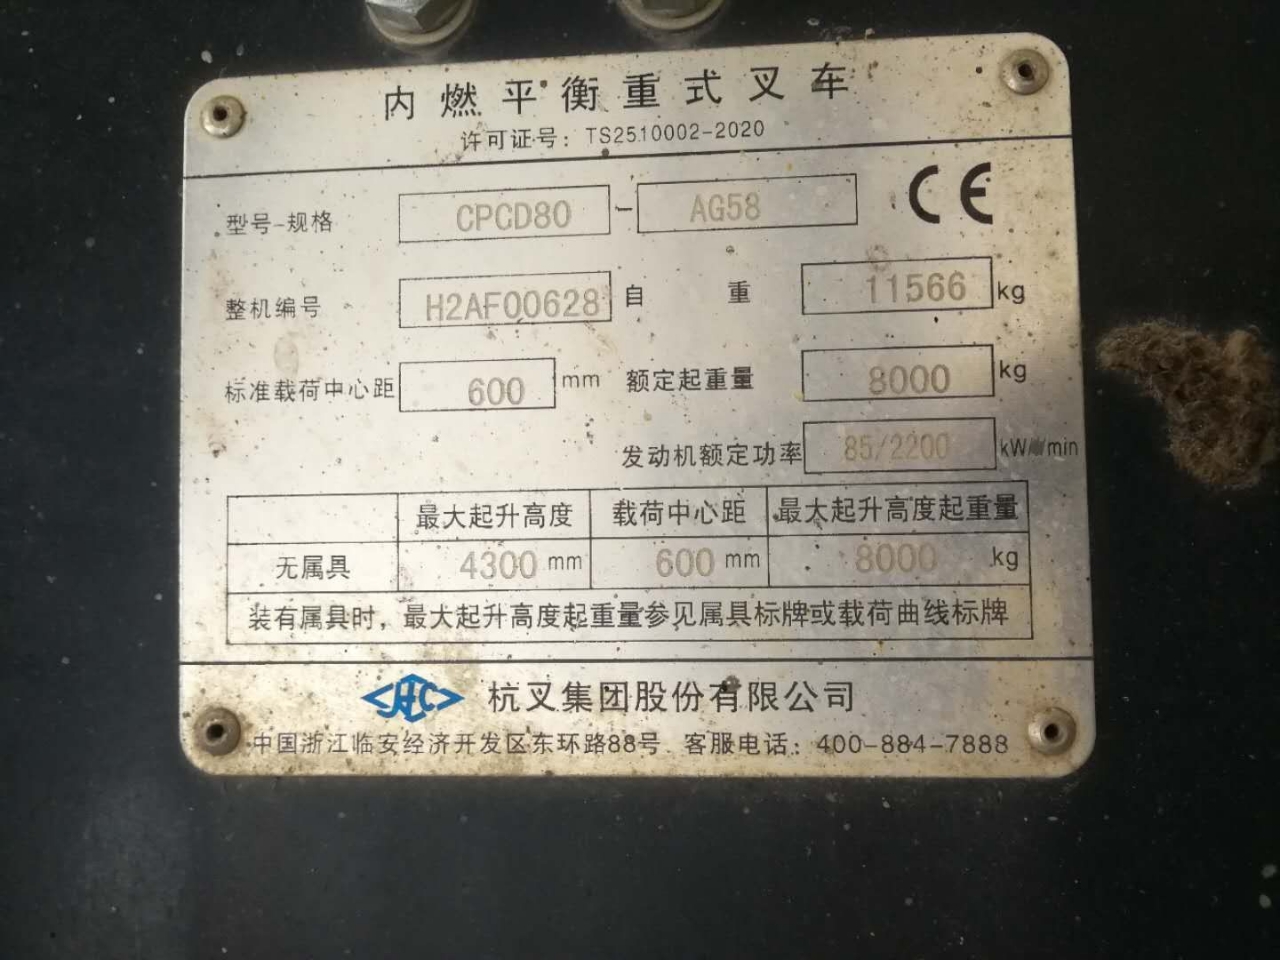 内燃平衡重式叉车
许可证号：TS2510002-2020
型号-规格 CPCD80 - AG58 CE
整机编号 H2AF00628 自重 11566 kg
标准载荷中心距 600 mm 额定起重量 8000 kg
发动机额定功率 85/2200 kW/r/min
最大起升高度 载荷中心距 最大起升高度起重量
无属具 4300 mm 600 mm 8000 kg
装有属具时，最大起升高度起重量参见属具标牌或载荷曲线标牌
HC 杭叉集团股份有限公司
中国浙江临安经济开发区东环路88号 客服电话：400-884-7888